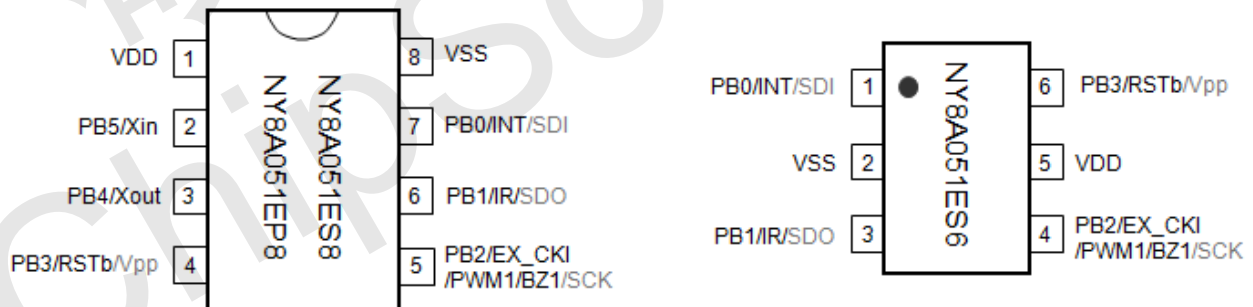 VDD 1
PB5/Xin 2
PB4/Xout 3
PB3/RSTb/Vpp 4
NY8A051EP8
NY8A051ES8
8 VSS
7 PB0/INT/SDI
6 PB1/IR/SDO
5 PB2/EX_CKI
/PWM1/BZ1/SCK
PB0/INT/SDI 1
VSS 2
PB1/IR/SDO 3
NY8A051ES6
6 PB3/RSTb/Vpp
5 VDD
4 PB2/EX_CKI
/PWM1/BZ1/SCK